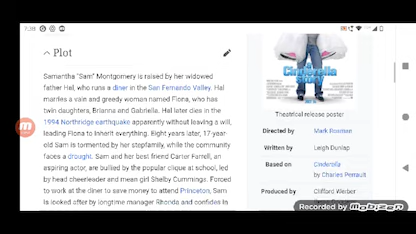 7:38
Plot
Samantha "Sam" Montgomery is raised by her widowed
father Hal, who runs a diner in the San Fernando Valley. Hal
marries a vain and greedy woman named Fiona, who has
twin daughters, Brianna and Gabriella. Hal later dies in the
1994 Northridge earthquake apparently without leaving a will,
leading Fiona to inherit everything. Eight years later, 17-year-
old Sam is tormented by her stepfamily, while the community
faces a drought. Sam and her best friend Carter Farrell, an
aspiring actor, are bullied by the popular clique at school, led
by head cheerleader and mean girl Shelby Cummings. Forced
to work at the diner to save money to attend Princeton, Sam
is looked after by longtime manager Rhonda and confides in
A Cinderella
Story
Theatrical release poster
Directed by Mark Rosman
Written by Leigh Dunlap
Based on Cinderella
by Charles Perrault
Produced by Clifford Werber
Recorded by
MOBIZEN